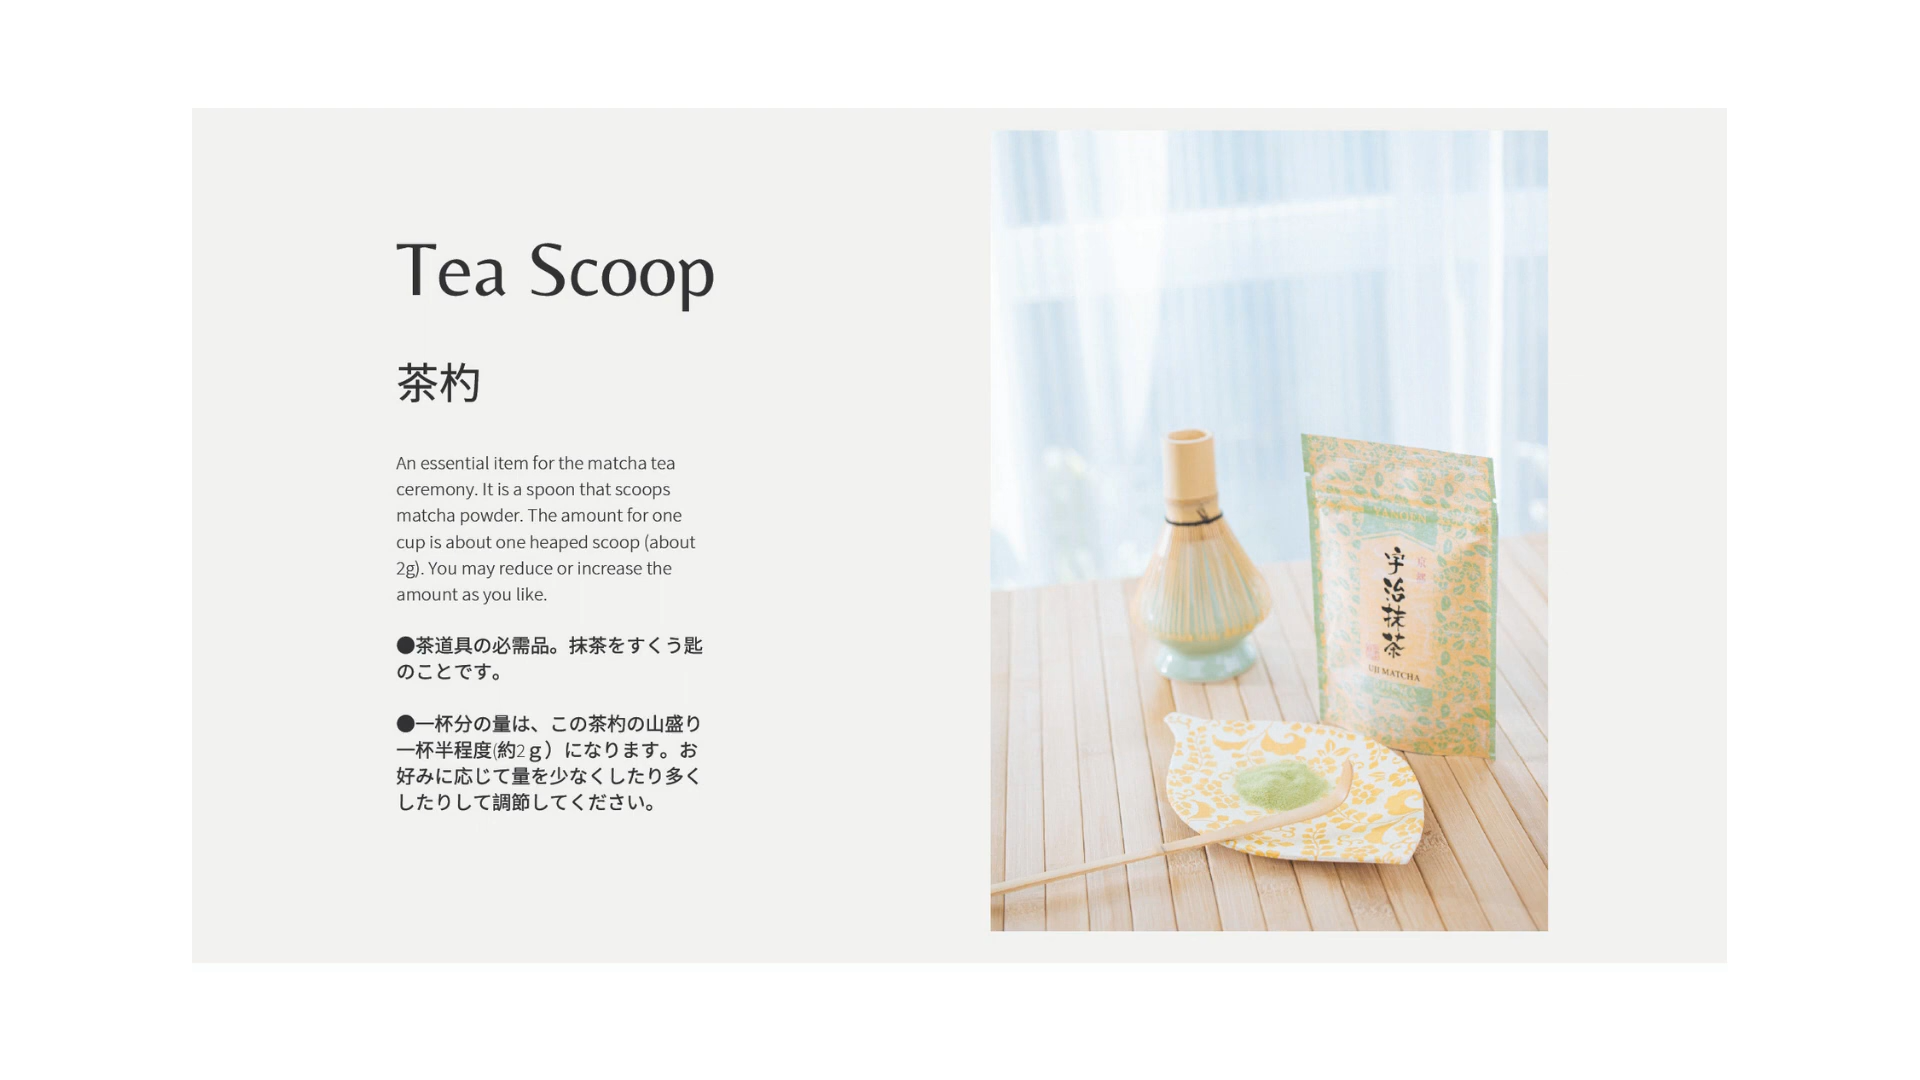 Tea Scoop
茶杓
An essential item for the matcha tea
ceremony. It is a spoon that scoops
matcha powder. The amount for one
cup is about one heaped scoop (about
2g). You may reduce or increase the
amount as you like.
●茶道具の必需品。抹茶をすくう匙
のことです。
●一杯分の量は、この茶杓の山盛り
一杯半程度(約2ｇ）になります。お
好みに応じて量を少なくしたり多く
したりして調節してください。
宇治抹茶
UJI MATCHA